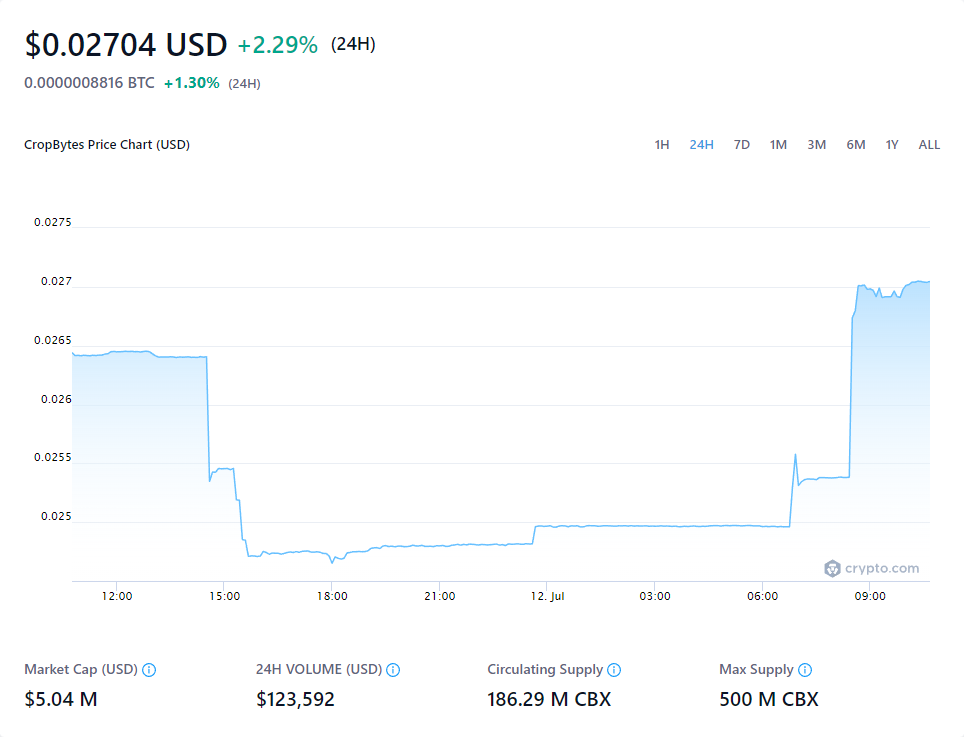 $0.02704 USD +2.29% (24H)
0.0000008816 BTC +1.30% (24H)
CropBytes Price Chart (USD) 1H 24H 7D 1M 3M 6M 1Y ALL
0.0275
0.027
0.0265
0.026
0.0255
0.025
crypto.com
12:00 15:00 18:00 21:00 12. Jul 03:00 06:00 09:00
Market Cap (USD) 24H VOLUME (USD) Circulating Supply Max Supply
$5.04 M $123,592 186.29 M CBX 500 M CBX